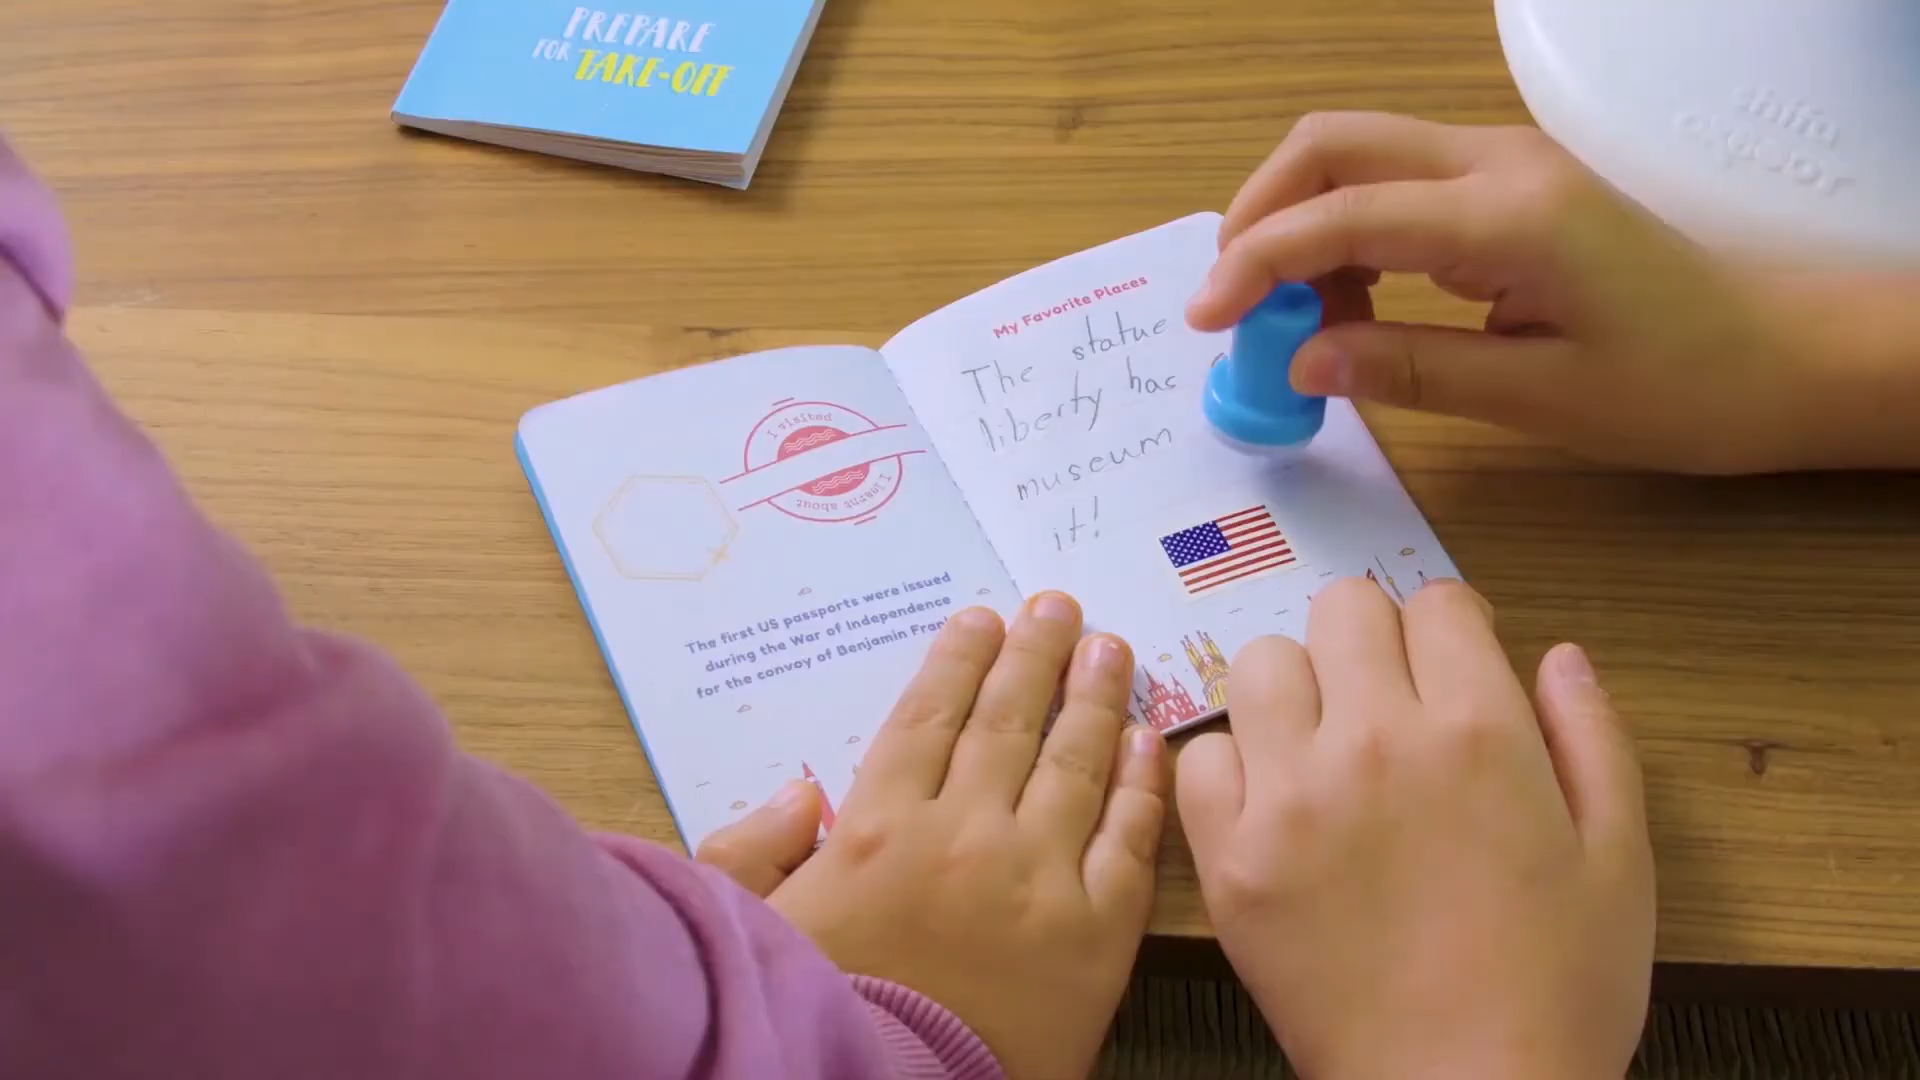 PREPARE
FOR TAKE-OFF
shifu
I visited
I learnt about
The first US passports were issued
during the War of Independence
for the convoy of Benjamin
My Favorite Places
The statue
liberty has
museum
it!